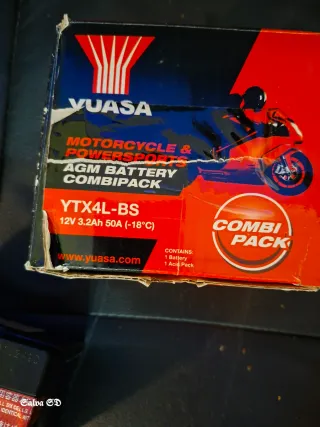 YUASA
MOTORCYCLE &
POWERSPORTS
AGM BATTERY
COMBIPACK
YTX4L-BS
12V 3.2Ah 50A (-18°C)
COMBI
PACK
www.yuasa.com
CONTAINS:
1 Battery
1 Acid Pack
Salva SD